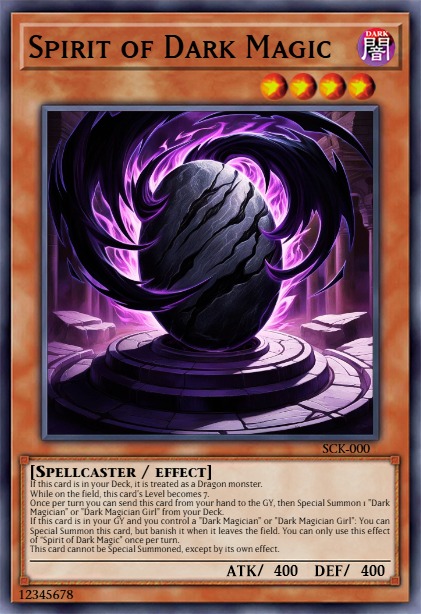 Spirit of Dark Magic
DARK
闇
SCK-000
[Spellcaster / effect]
If this card is in your Deck, it is treated as a Dragon monster.
While on the field, this card's Level becomes 7.
Once per turn you can send this card from your hand to the GY, then Special Summon 1 "Dark
Magician" or "Dark Magician Girl" from your Deck.
If this card is in your GY and you control a "Dark Magician" or "Dark Magician Girl": You can
Special Summon this card, but banish it when it leaves the field. You can only use this effect
of "Spirit of Dark Magic" once per turn.
This card cannot be Special Summoned, except by its own effect.
ATK/ 400 DEF/ 400
12345678